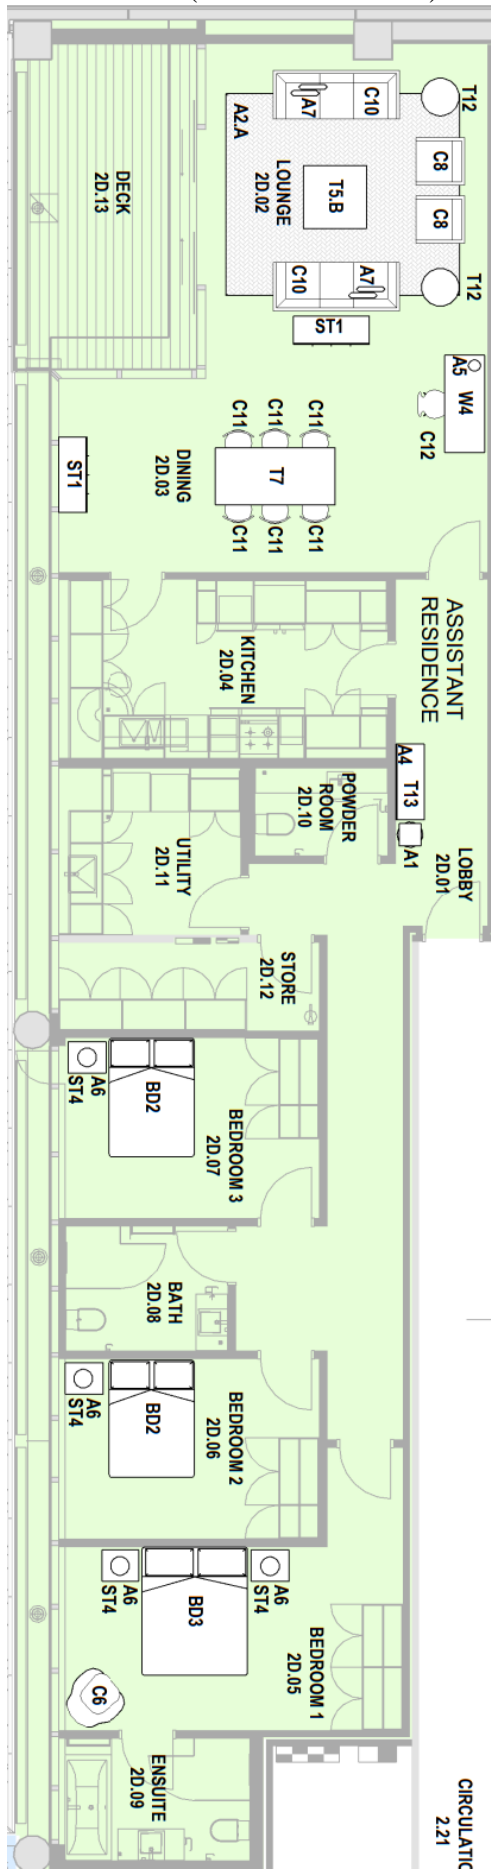 T12
C10
A7
A2.A
C8
LOUNGE
2D.02
T5.B
C8
DECK
2D.13
C10
A7
T12
ST1
A5
W4
C12
C11
C11
C11
DINING
2D.03
T7
ST1
C11
C11
C11
ASSISTANT
RESIDENCE
KITCHEN
2D.04
A4
T13
A1
LOBBY
2D.01
POWDER
ROOM
2D.10
UTILITY
2D.11
STORE
2D.12
A6
ST4
BD2
BEDROOM 3
2D.07
BATH
2D.08
A6
ST4
BD2
BEDROOM 2
2D.06
A6
ST4
BD3
A6
ST4
BEDROOM 1
2D.05
C6
ENSUITE
2D.09
CIRCULATIO
2.21